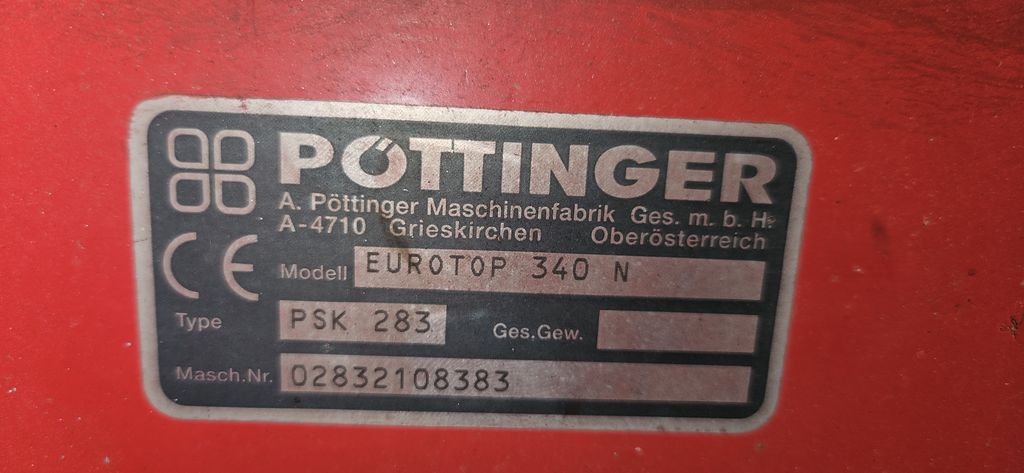 PÖTTINGER
A. Pöttinger Maschinenfabrik Ges. m. b. H.
A-4710 Grieskirchen Oberösterreich
CE Modell EUROTOP 340 N
Type PSK 283 Ges.Gew.
Masch.Nr. 02832108383